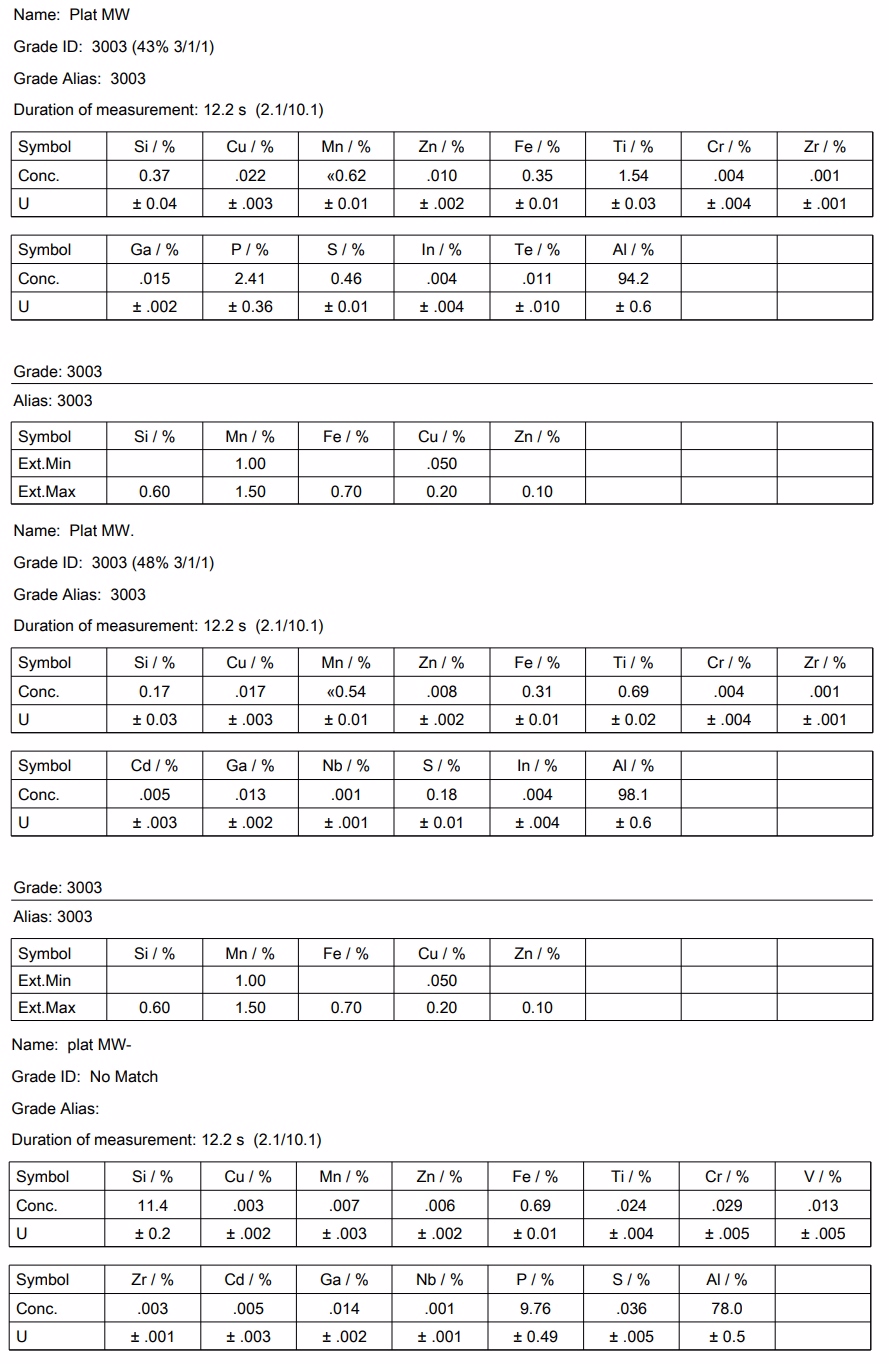 Name: Plat MW
Grade ID: 3003 (43% 3/1/1)
Grade Alias: 3003
Duration of measurement: 12.2 s (2.1/10.1)
Symbol Si / % Cu / % Mn / % Zn / % Fe / % Ti / % Cr / % Zr / %
Conc. 0.37 .022 «0.62 .010 0.35 1.54 .004 .001
U ± 0.04 ± .003 ± 0.01 ± .002 ± 0.01 ± 0.03 ± .004 ± .001
Symbol Ga / % P / % S / % In / % Te / % Al / %
Conc. .015 2.41 0.46 .004 .011 94.2
U ± .002 ± 0.36 ± 0.01 ± .004 ± .010 ± 0.6
Grade: 3003
Alias: 3003
Symbol Si / % Mn / % Fe / % Cu / % Zn / %
Ext.Min 1.00 .050
Ext.Max 0.60 1.50 0.70 0.20 0.10
Name: Plat MW.
Grade ID: 3003 (48% 3/1/1)
Grade Alias: 3003
Duration of measurement: 12.2 s (2.1/10.1)
Symbol Si / % Cu / % Mn / % Zn / % Fe / % Ti / % Cr / % Zr / %
Conc. 0.17 .017 «0.54 .008 0.31 0.69 .004 .001
U ± 0.03 ± .003 ± 0.01 ± .002 ± 0.01 ± 0.02 ± .004 ± .001
Symbol Cd / % Ga / % Nb / % S / % In / % Al / %
Conc. .005 .013 .001 0.18 .004 98.1
U ± .003 ± .002 ± .001 ± 0.01 ± .004 ± 0.6
Grade: 3003
Alias: 3003
Symbol Si / % Mn / % Fe / % Cu / % Zn / %
Ext.Min 1.00 .050
Ext.Max 0.60 1.50 0.70 0.20 0.10
Name: plat MW-
Grade ID: No Match
Grade Alias:
Duration of measurement: 12.2 s (2.1/10.1)
Symbol Si / % Cu / % Mn / % Zn / % Fe / % Ti / % Cr / % V / %
Conc. 11.4 .003 .007 .006 0.69 .024 .029 .013
U ± 0.2 ± .002 ± .003 ± .002 ± 0.01 ± .004 ± .005 ± .005
Symbol Zr / % Cd / % Ga / % Nb / % P / % S / % Al / %
Conc. .003 .005 .014 .001 9.76 .036 78.0
U ± .001 ± .003 ± .002 ± .001 ± 0.49 ± .005 ± 0.5